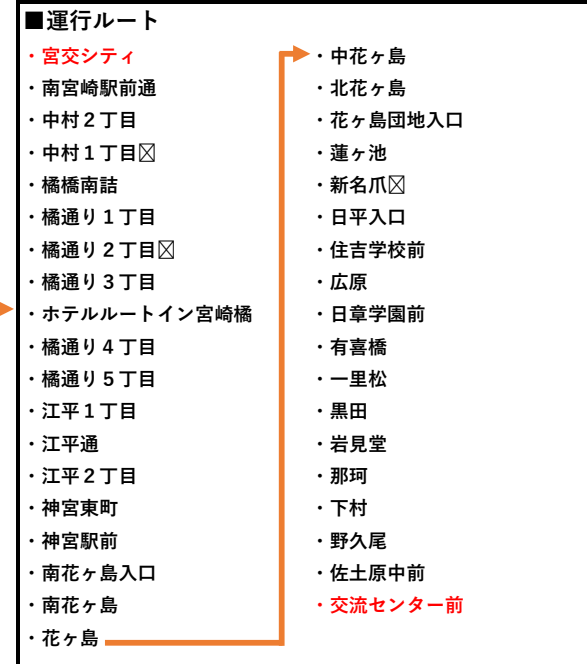 ■運行ルート
・宮交シティ
・南宮崎駅前通
・中村２丁目
・中村１丁目☒
・橘橋南詰
・橘通り１丁目
・橘通り２丁目☒
・橘通り３丁目
・ホテルルートイン宮崎橘
・橘通り４丁目
・橘通り５丁目
・江平１丁目
・江平通
・江平２丁目
・神宮東町
・神宮駅前
・南花ヶ島入口
・南花ヶ島
・花ヶ島
・中花ヶ島
・北花ヶ島
・花ヶ島団地入口
・蓮ヶ池
・新名爪☒
・日平入口
・住吉学校前
・広原
・日章学園前
・有喜橋
・一里松
・黒田
・岩見堂
・那珂
・下村
・野久尾
・佐土原中前
・交流センター前